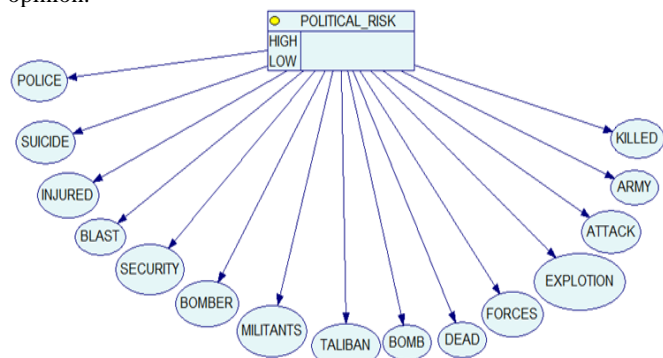 opinion.
POLITICAL_RISK
HIGH
LOW
POLICE
SUICIDE
INJURED
BLAST
SECURITY
BOMBER
MILITANTS
TALIBAN
BOMB
DEAD
FORCES
EXPLOTION
ATTACK
ARMY
KILLED